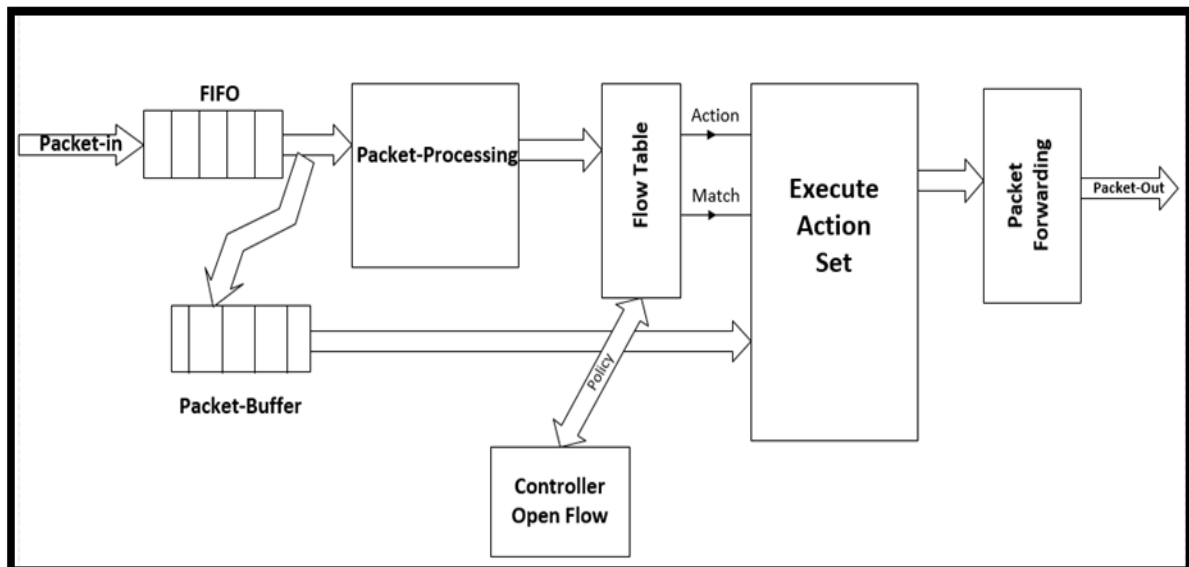 FIFO
Packet-in
Packet-Processing
Flow Table
Action
Match
Execute
Action
Set
Packet
Forwarding
Packet-Out
Packet-Buffer
Policy
Controller
Open Flow